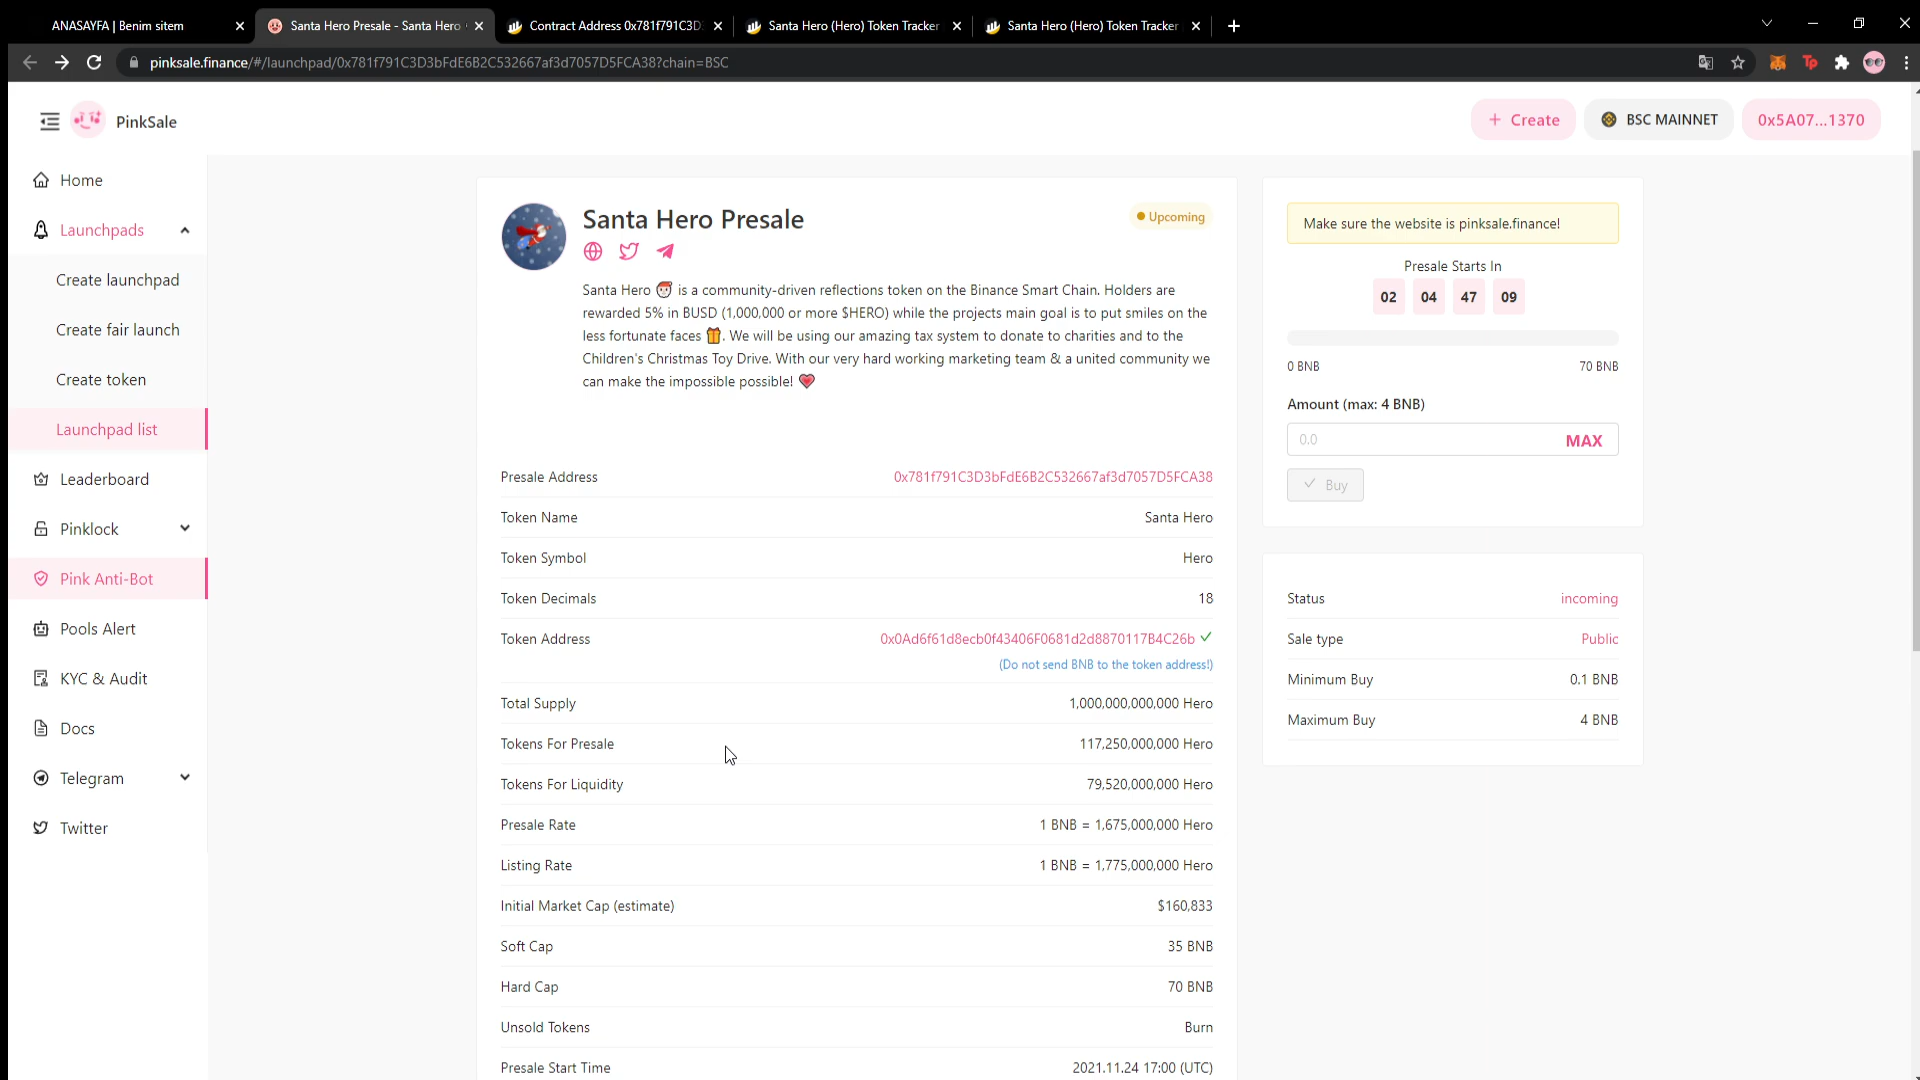 ANASAYFA | Benim sitem
Santa Hero Presale - Santa Hero
Contract Address 0x781f791C3D
Santa Hero (Hero) Token Tracker
Santa Hero (Hero) Token Tracker
pinksale.finance/#/launchpad/0x781f791C3D3bFdE6B2C532667af3d7057D5FCA38?chain=BSC
PinkSale
+ Create
BSC MAINNET
0x5A07...1370
Home
Launchpads
Create launchpad
Create fair launch
Create token
Launchpad list
Leaderboard
Pinklock
Pink Anti-Bot
Pools Alert
KYC & Audit
Docs
Telegram
Twitter
Santa Hero Presale
Upcoming
Santa Hero 🎅 is a community-driven reflections token on the Binance Smart Chain. Holders are
rewarded 5% in BUSD (1,000,000 or more $HERO) while the projects main goal is to put smiles on the
less fortunate faces 🎁. We will be using our amazing tax system to donate to charities and to the
Children's Christmas Toy Drive. With our very hard working marketing team & a united community we
can make the impossible possible! 💗
Presale Address 0x781f791C3D3bFdE6B2C532667af3d7057D5FCA38
Token Name Santa Hero
Token Symbol Hero
Token Decimals 18
Token Address 0x0Ad6f61d8ecb0f43406F0681d2d8870117B4C26b
(Do not send BNB to the token address!)
Total Supply 1,000,000,000,000 Hero
Tokens For Presale 117,250,000,000 Hero
Tokens For Liquidity 79,520,000,000 Hero
Presale Rate 1 BNB = 1,675,000,000 Hero
Listing Rate 1 BNB = 1,775,000,000 Hero
Initial Market Cap (estimate) $160,833
Soft Cap 35 BNB
Hard Cap 70 BNB
Unsold Tokens Burn
Presale Start Time 2021.11.24 17:00 (UTC)
Make sure the website is pinksale.finance!
Presale Starts In
02 04 47 09
0 BNB 70 BNB
Amount (max: 4 BNB)
0.0 MAX
Buy
Status incoming
Sale type Public
Minimum Buy 0.1 BNB
Maximum Buy 4 BNB